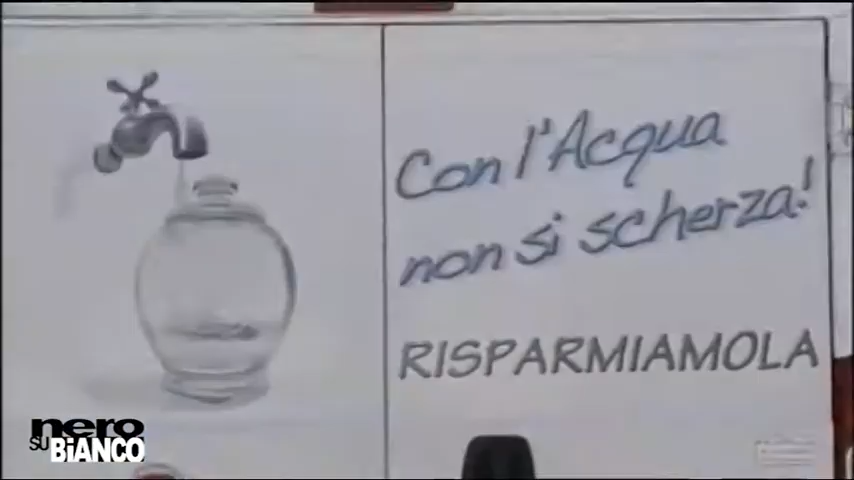 Con l'Acqua
non si scherza!
RISPARMIAMOLA
nero
SU BiANCO